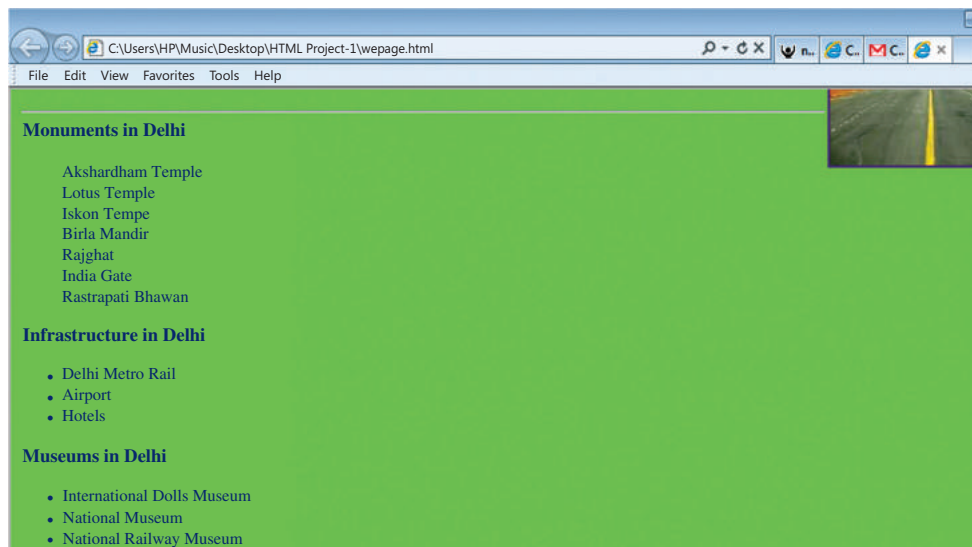 C:\Users\HP\Music\Desktop\HTML Project-1\wepage.html
n.. C.. C..
File Edit View Favorites Tools Help
Monuments in Delhi
Akshardham Temple
Lotus Temple
Iskon Tempe
Birla Mandir
Rajghat
India Gate
Rastrapati Bhawan
Infrastructure in Delhi
• Delhi Metro Rail
• Airport
• Hotels
Museums in Delhi
• International Dolls Museum
• National Museum
• National Railway Museum